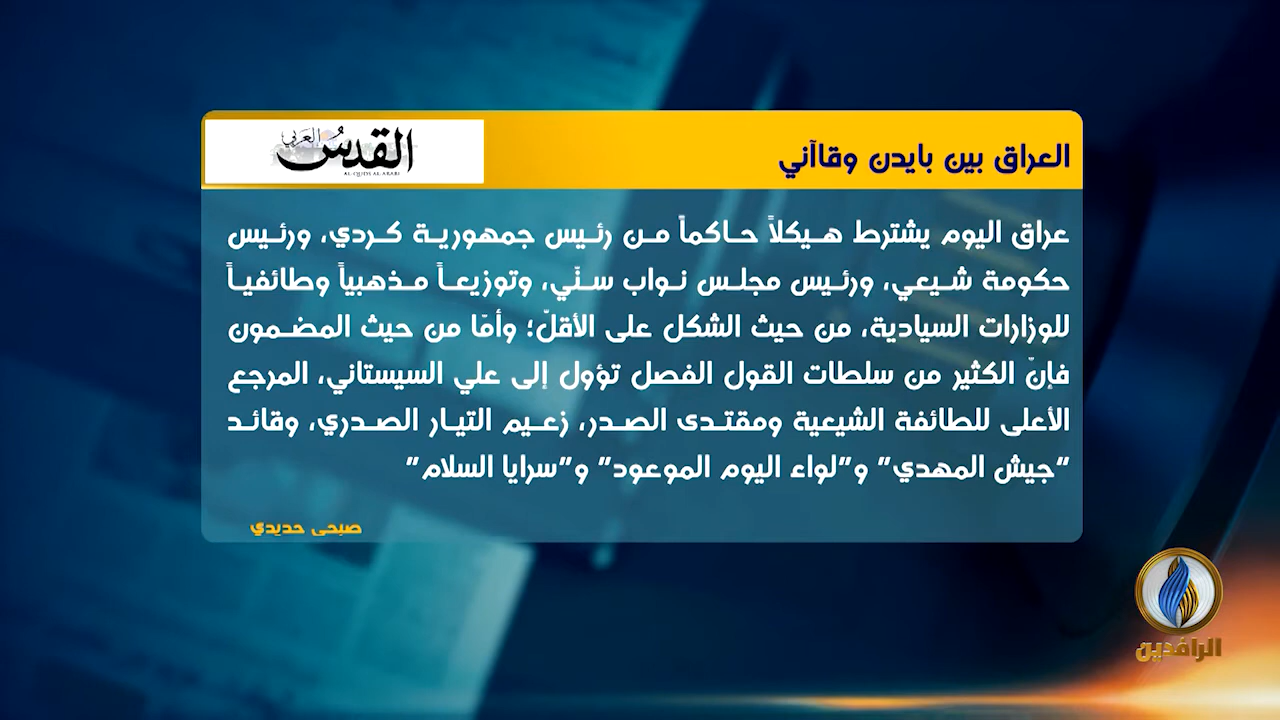 العراق بين بايدن وقاآني
القدس العربي
AL-QUDS AL-ARABI
عراق اليوم يشترط هيكلاً حاكماً من رئيس جمهورية كردي، ورئيس
حكومة شيعي، ورئيس مجلس نواب سنّي، وتوزيعاً مذهبياً وطائفياً
للوزارات السيادية، من حيث الشكل على الأقلّ؛ وأمّا من حيث المضمون
فإنّ الكثير من سلطات القول الفصل تؤول إلى علي السيستاني، المرجع
الأعلى للطائفة الشيعية ومقتدى الصدر، زعيم التيار الصدري، وقائد
“جيش المهدي” و”لواء اليوم الموعود” و”سرايا السلام”
صبحي حديدي
الرافدين